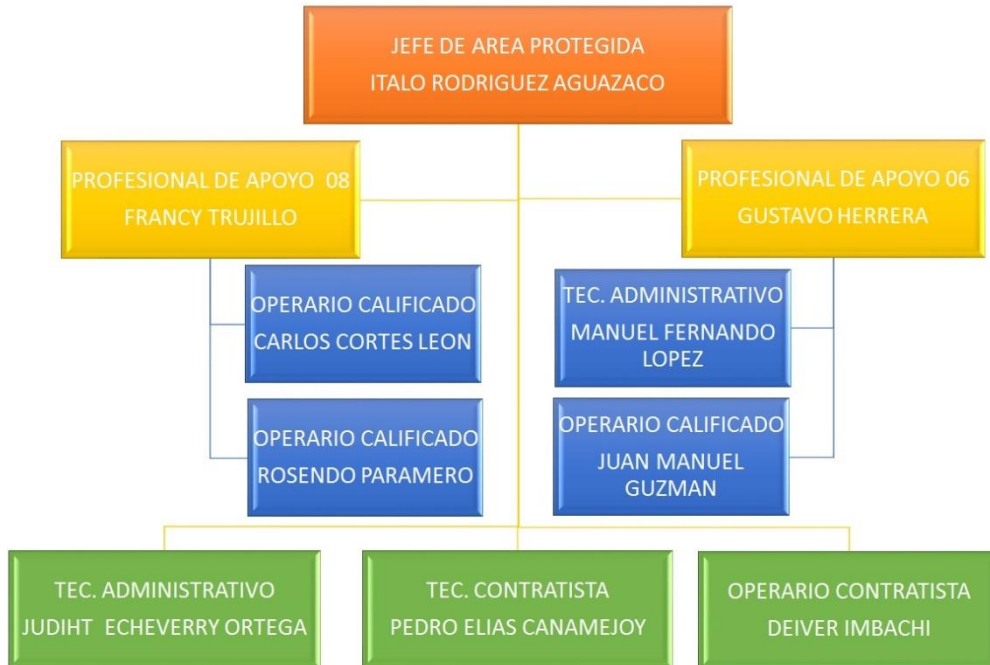 JEFE DE AREA PROTEGIDA
ITALO RODRIGUEZ AGUAZACO
PROFESIONAL DE APOYO 08
FRANCY TRUJILLO
PROFESIONAL DE APOYO 06
GUSTAVO HERRERA
OPERARIO CALIFICADO
CARLOS CORTES LEON
TEC. ADMINISTRATIVO
MANUEL FERNANDO
LOPEZ
OPERARIO CALIFICADO
ROSENDO PARAMERO
OPERARIO CALIFICADO
JUAN MANUEL
GUZMAN
TEC. ADMINISTRATIVO
JUDIHT ECHEVERRY ORTEGA
TEC. CONTRATISTA
PEDRO ELIAS CANAMEJOY
OPERARIO CONTRATISTA
DEIVER IMBACHI